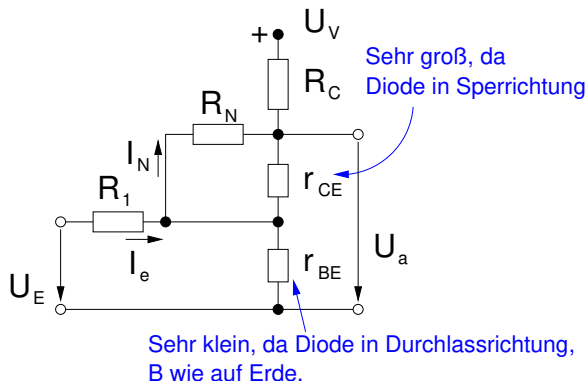 + U_V
Sehr groß, da
Diode in Sperrichtung
R_C
R_N
I_N
r_CE
R_1
I_e
U_a
r_BE
U_E
Sehr klein, da Diode in Durchlassrichtung,
B wie auf Erde.